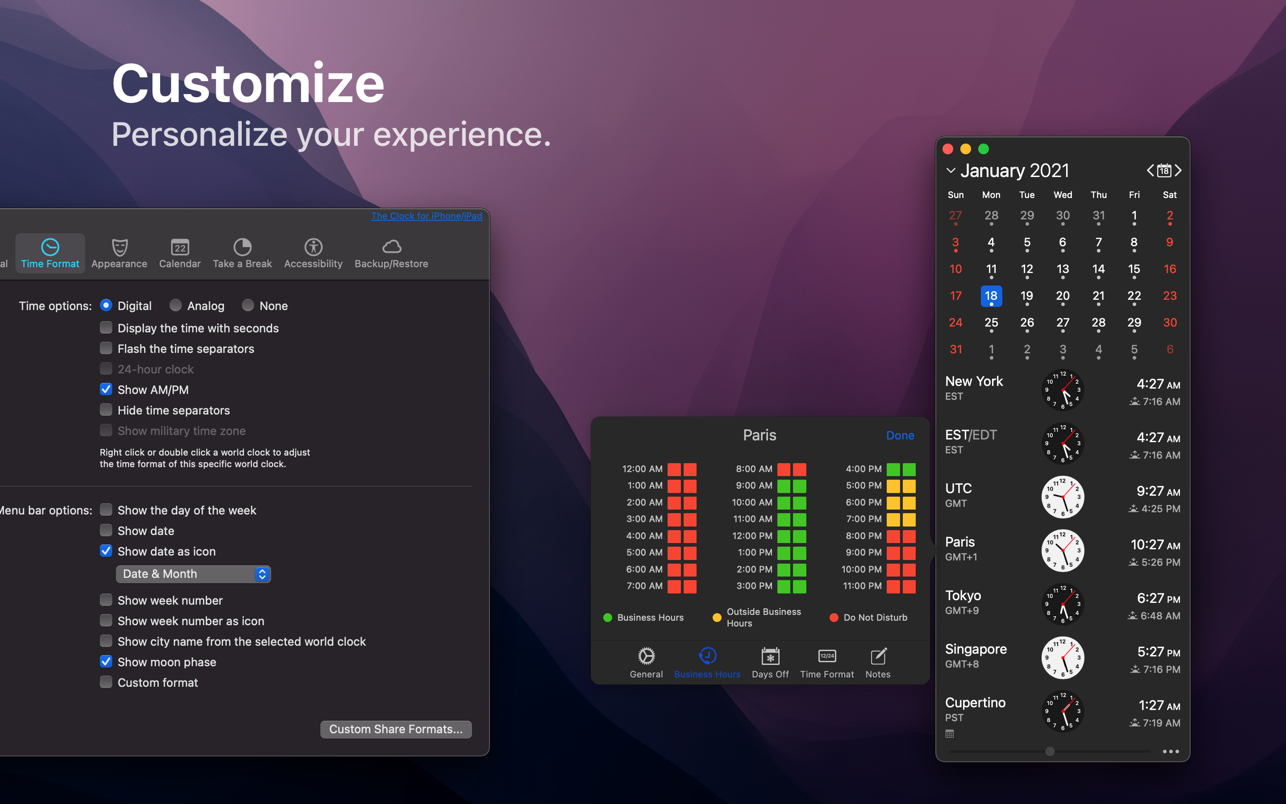 Customize
Personalize your experience.
The Clock for iPhone/iPad
al
Time Format
Appearance
22
Calendar
Take a Break
Accessibility
Backup/Restore
Time options:
Digital
Analog
None
Display the time with seconds
Flash the time separators
24-hour clock
Show AM/PM
Hide time separators
Show military time zone
Right click or double click a world clock to adjust
the time format of this specific world clock.
Menu bar options:
Show the day of the week
Show date
Show date as icon
Date & Month
Show week number
Show week number as icon
Show city name from the selected world clock
Show moon phase
Custom format
Custom Share Formats...
Paris
Done
12:00 AM 8:00 AM 4:00 PM
1:00 AM 9:00 AM 5:00 PM
2:00 AM 10:00 AM 6:00 PM
3:00 AM 11:00 AM 7:00 PM
4:00 AM 12:00 PM 8:00 PM
5:00 AM 1:00 PM 9:00 PM
6:00 AM 2:00 PM 10:00 PM
7:00 AM 3:00 PM 11:00 PM
Business Hours
Outside Business
Hours
Do Not Disturb
General
Business Hours
Days Off
12/24
Time Format
Notes
January 2021
18
Sun Mon Tue Wed Thu Fri Sat
27 28 29 30 31 1 2
3 4 5 6 7 8 9
10 11 12 13 14 15 16
17 18 19 20 21 22 23
24 25 26 27 28 29 30
31 1 2 3 4 5 6
New York
EST
4:27 AM
7:16 AM
EST/EDT
EST
4:27 AM
7:16 AM
UTC
GMT
9:27 AM
4:25 PM
Paris
GMT+1
10:27 AM
5:26 PM
Tokyo
GMT+9
6:27 PM
6:48 AM
Singapore
GMT+8
5:27 PM
7:16 PM
Cupertino
PST
1:27 AM
7:19 AM